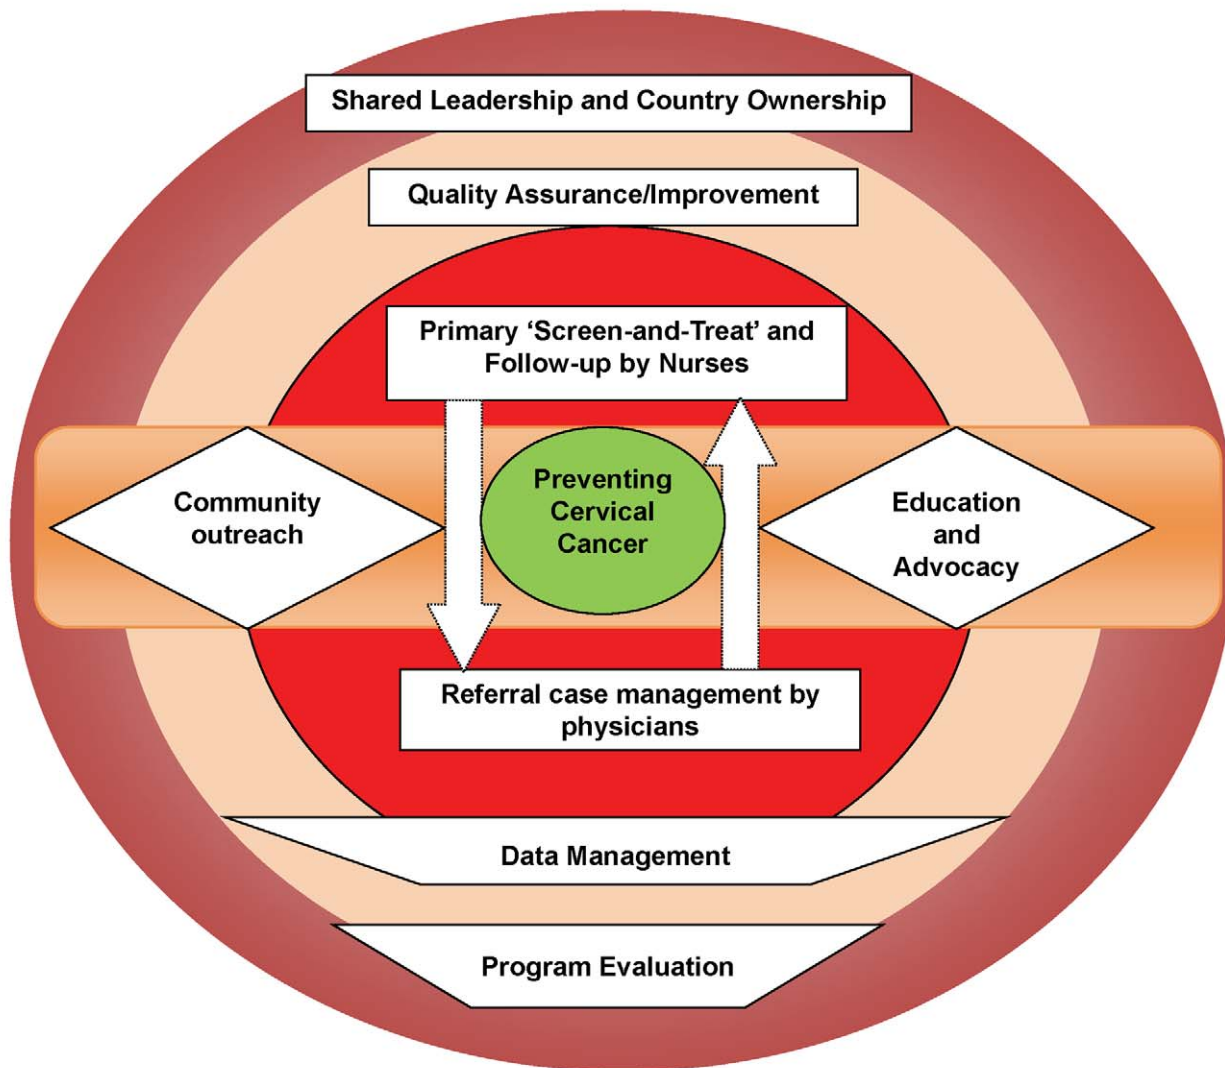 Shared Leadership and Country Ownership
Quality Assurance/Improvement
Primary ‘Screen-and-Treat’ and
Follow-up by Nurses
Community
outreach
Preventing
Cervical
Cancer
Education
and
Advocacy
Referral case management by
physicians
Data Management
Program Evaluation